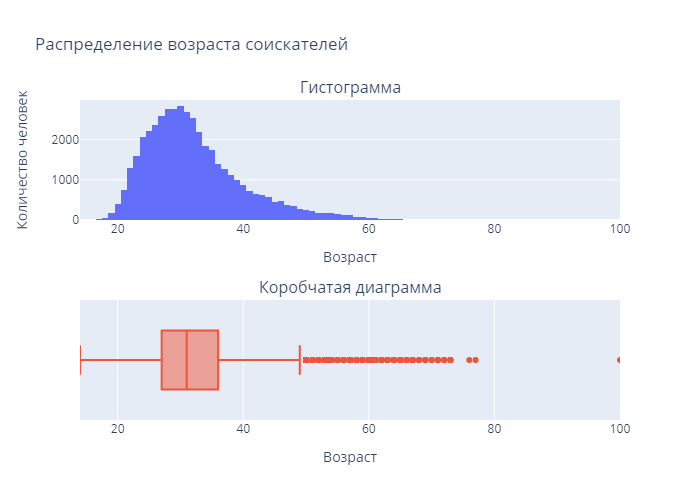 Распределение возраста соискателей
Гистограмма
Количество человек
2000
1000
0
20 40 60 80 100
Возраст
Коробчатая диаграмма
20 40 60 80 100
Возраст